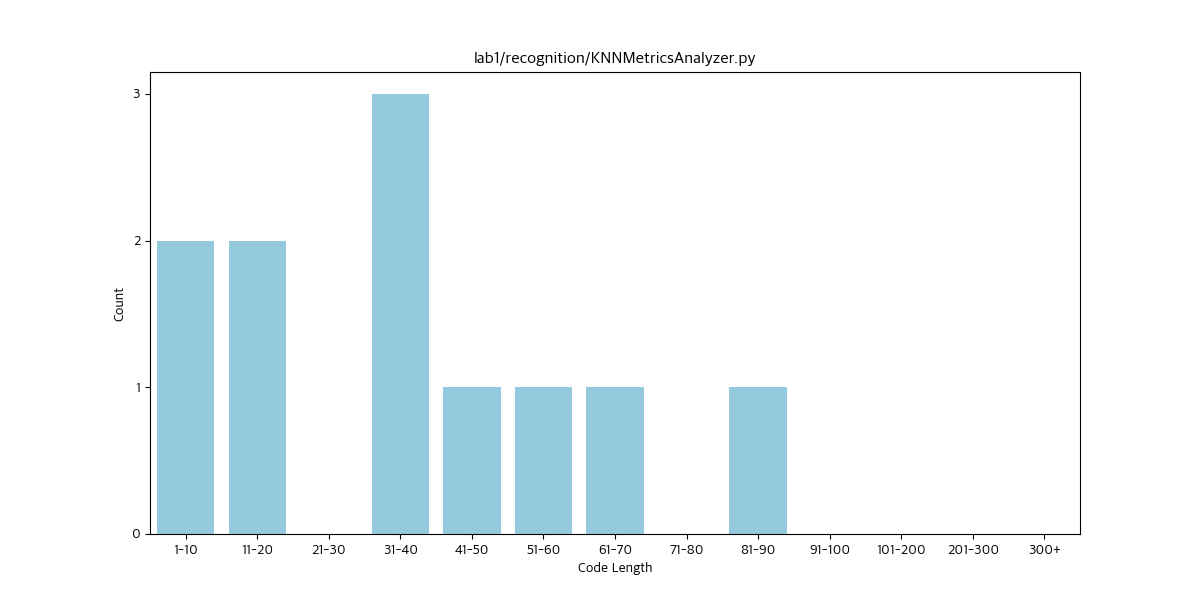 lab1/recognition/KNNMetricsAnalyzer.py
3
2
1
0
Count
1-10 11-20 21-30 31-40 41-50 51-60 61-70 71-80 81-90 91-100 101-200 201-300 300+
Code Length